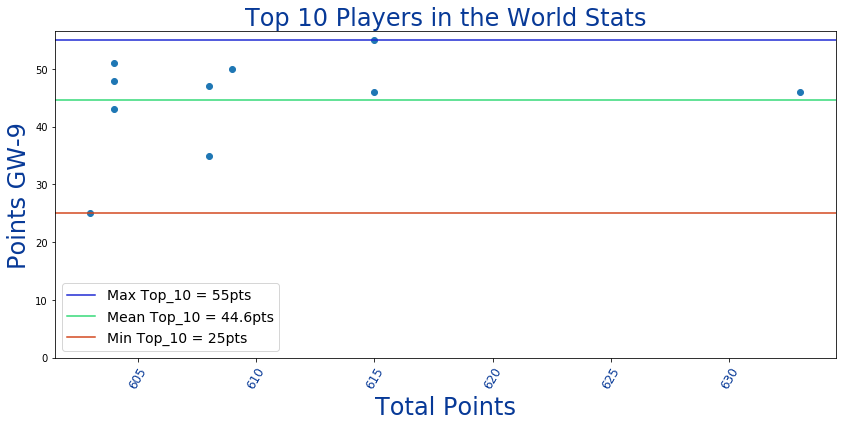 Top 10 Players in the World Stats
Points GW-9
50
40
30
20
10
0
Max Top_10 = 55pts
Mean Top_10 = 44.6pts
Min Top_10 = 25pts
605
610
615
620
625
630
Total Points